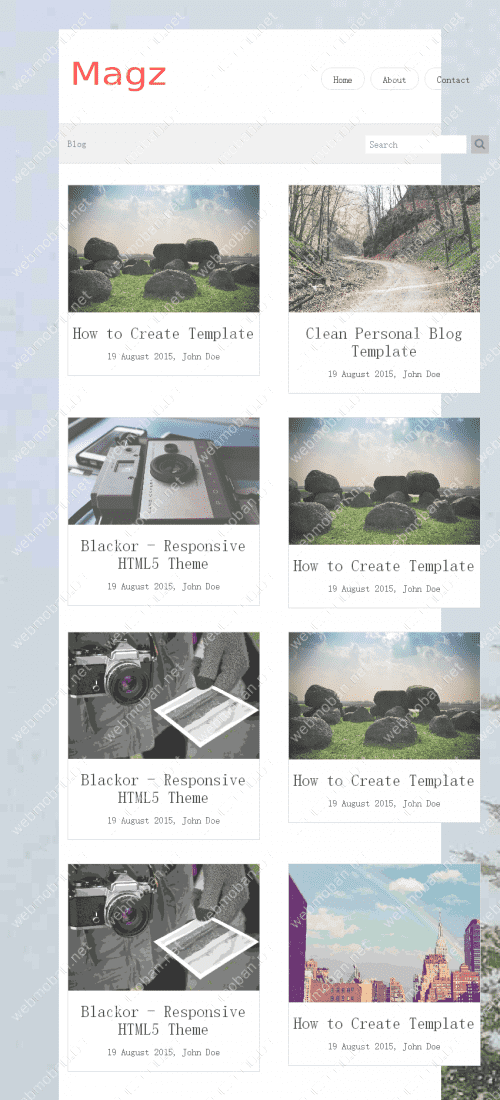 Magz
Home
About
Contact
Blog
Search
How to Create Template
19 August 2015, John Doe
Clean Personal Blog
Template
19 August 2015, John Doe
Blackor - Responsive
HTML5 Theme
19 August 2015, John Doe
How to Create Template
19 August 2015, John Doe
Blackor - Responsive
HTML5 Theme
19 August 2015, John Doe
How to Create Template
19 August 2015, John Doe
Blackor - Responsive
HTML5 Theme
19 August 2015, John Doe
How to Create Template
19 August 2015, John Doe
webmoban.net